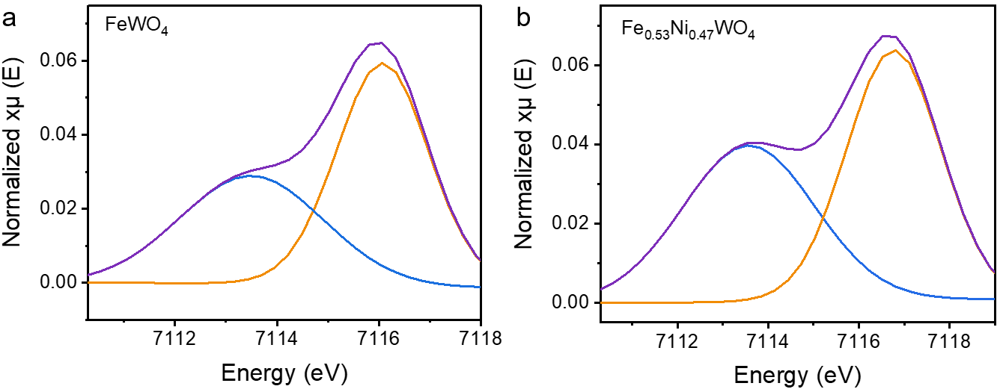 a
FeWO4
Normalized xμ (E)
0.06
0.04
0.02
0.00
7112
7114
7116
7118
Energy (eV)
b
Fe0.53Ni0.47WO4
Normalized xμ (E)
0.06
0.04
0.02
0.00
7112
7114
7116
7118
Energy (eV)